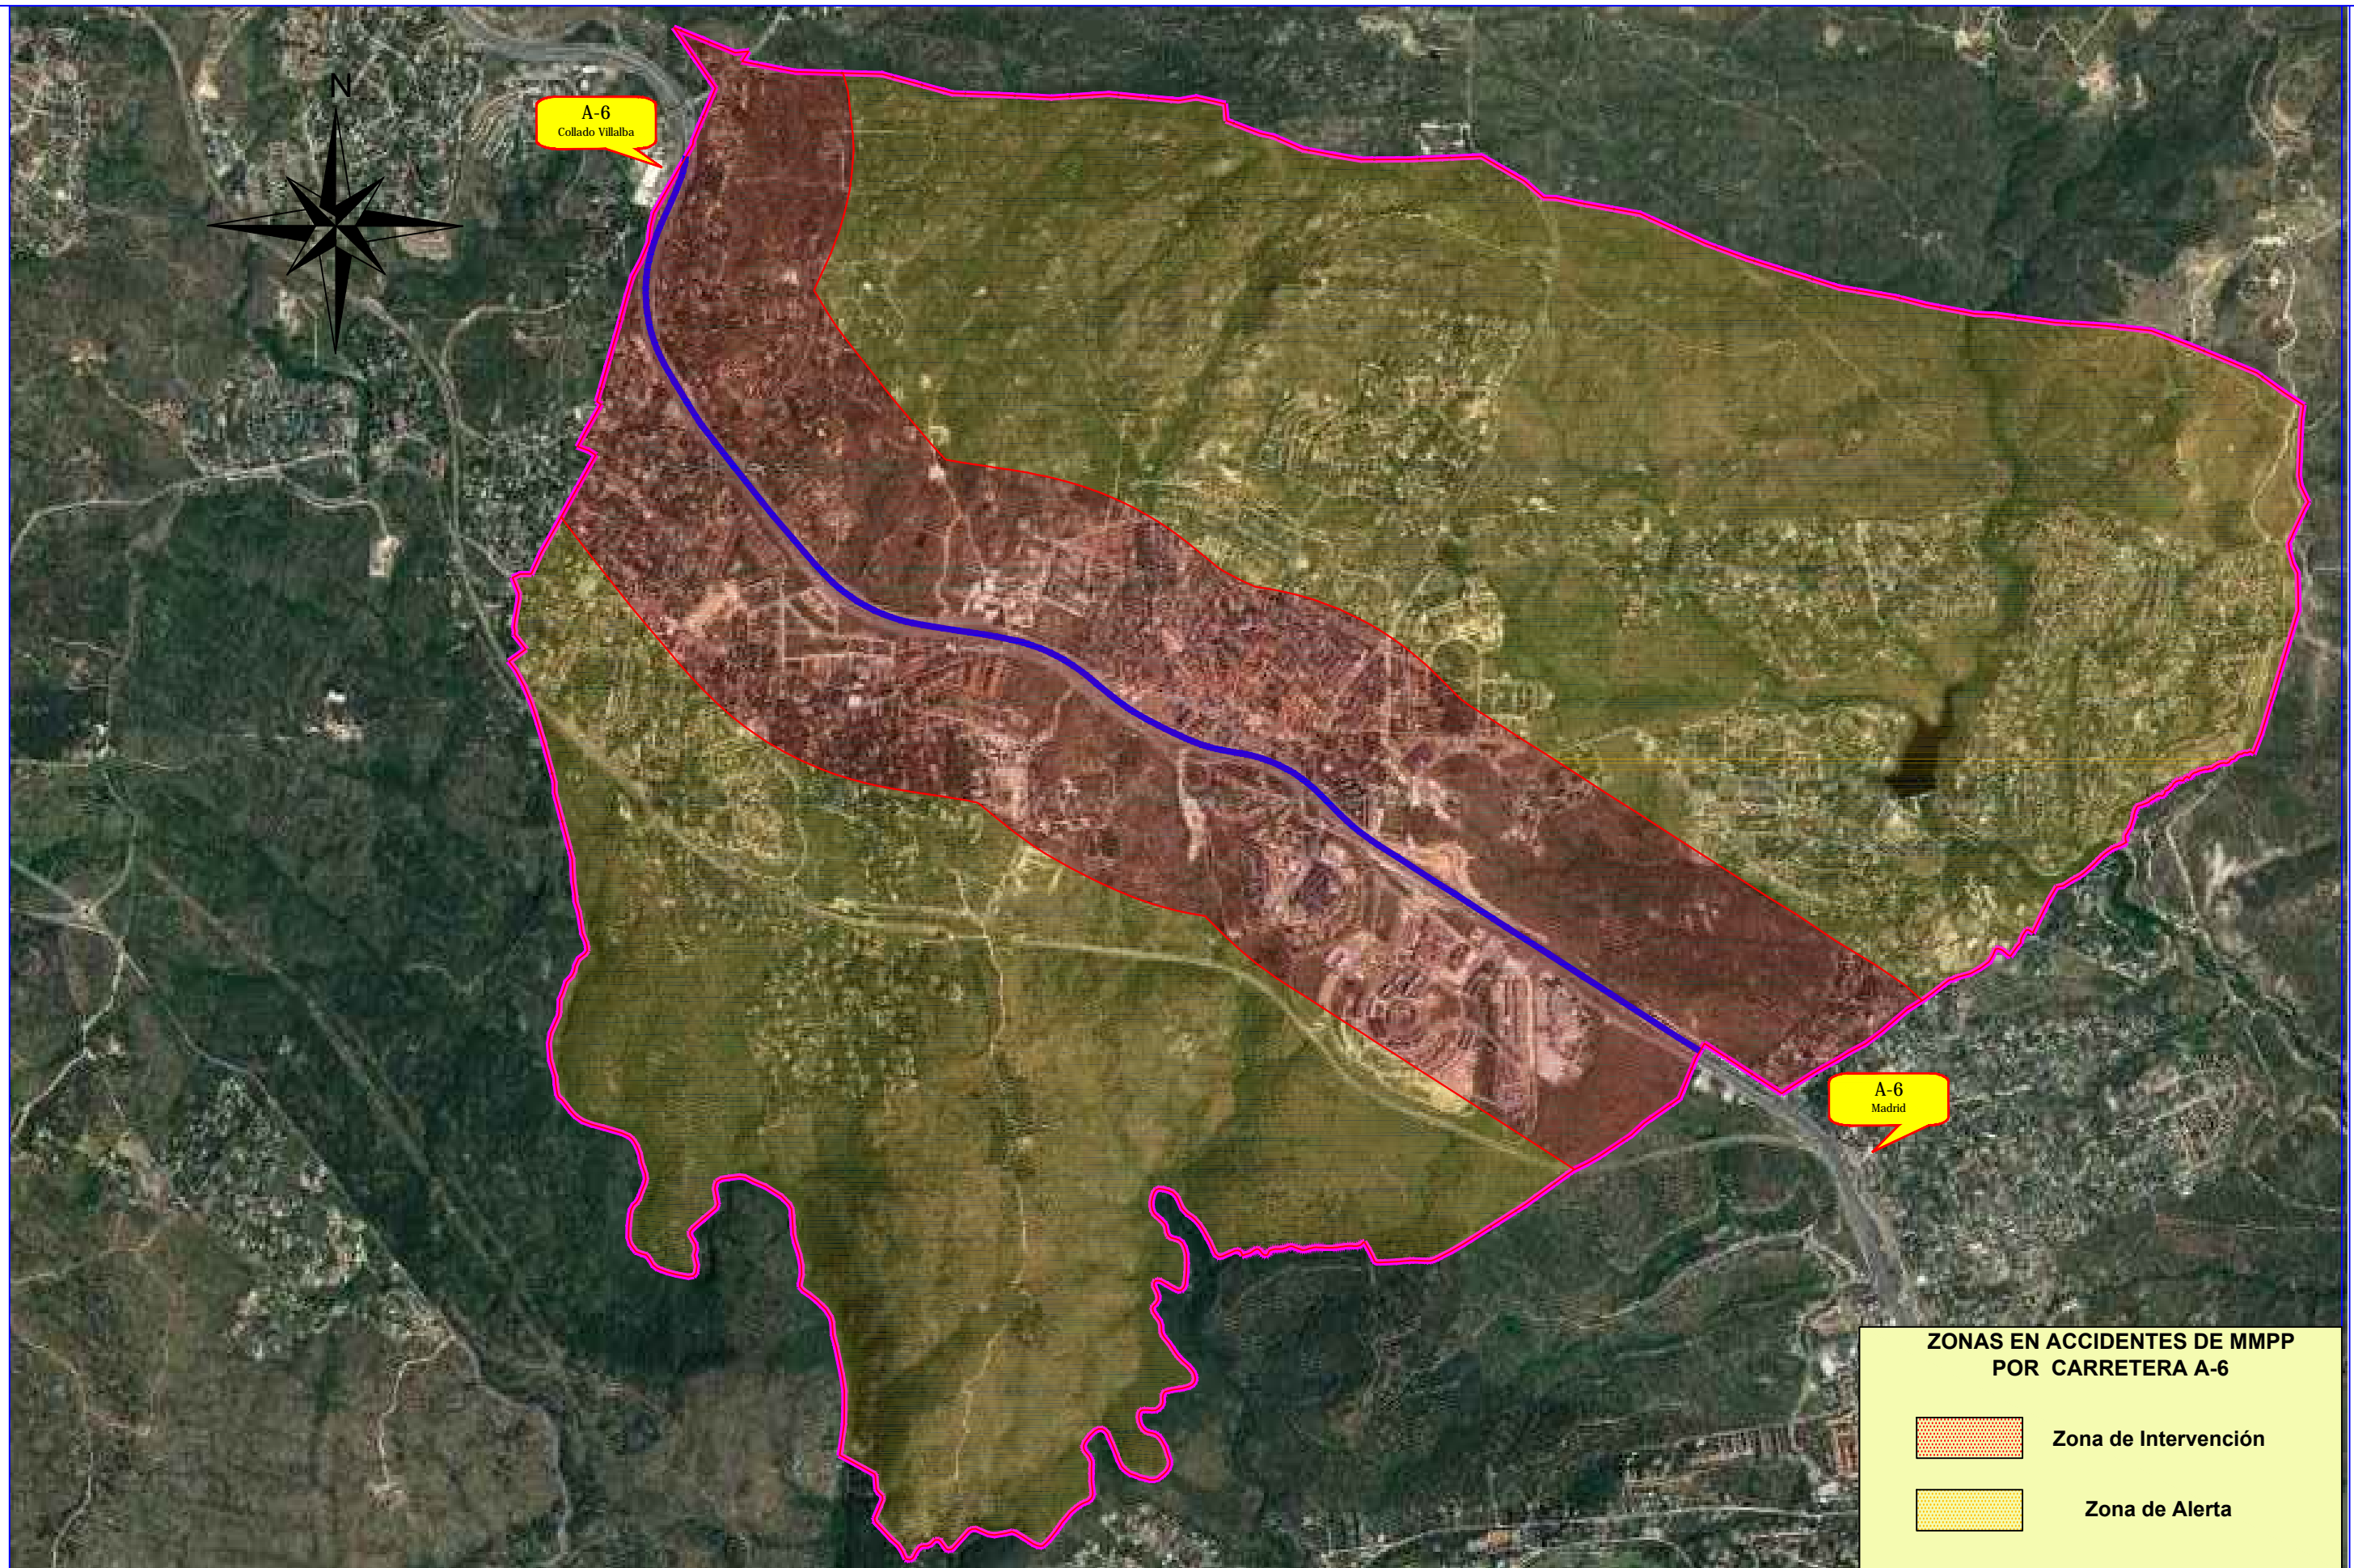 N
A-6
Collado Villalba
A-6
Madrid
ZONAS EN ACCIDENTES DE MMPP
POR CARRETERA A-6
Zona de Intervención
Zona de Alerta